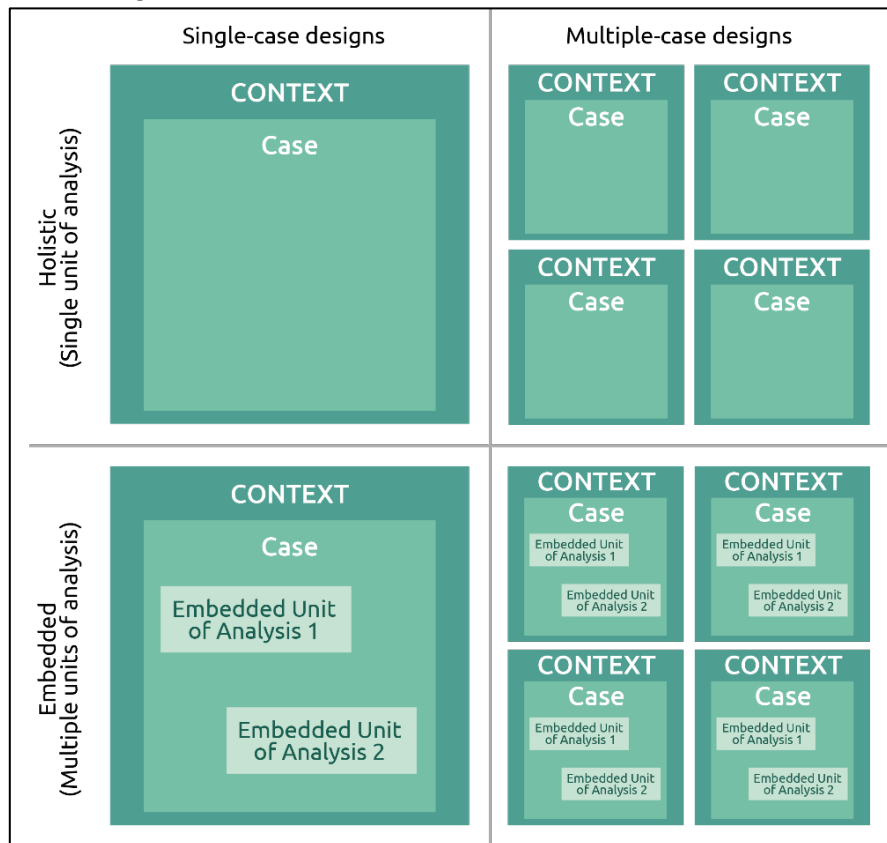 Single-case designs
Multiple-case designs
Holistic
(Single unit of analysis)
CONTEXT
Case
CONTEXT
Case
CONTEXT
Case
CONTEXT
Case
CONTEXT
Case
Embedded
(Multiple units of analysis)
CONTEXT
Case
Embedded Unit
of Analysis 1
Embedded Unit
of Analysis 2
CONTEXT
Case
Embedded Unit
of Analysis 1
Embedded Unit
of Analysis 2
CONTEXT
Case
Embedded Unit
of Analysis 1
Embedded Unit
of Analysis 2
CONTEXT
Case
Embedded Unit
of Analysis 1
Embedded Unit
of Analysis 2
CONTEXT
Case
Embedded Unit
of Analysis 1
Embedded Unit
of Analysis 2